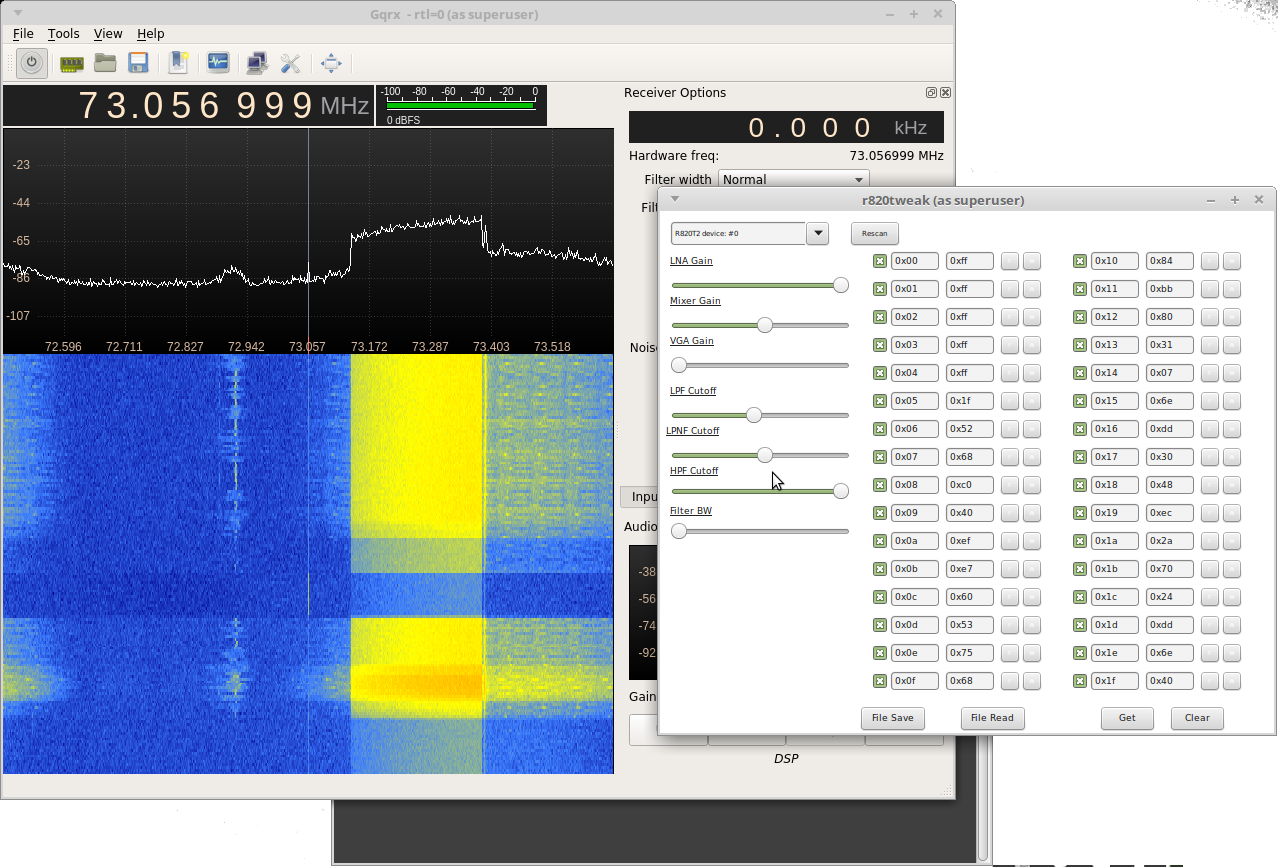 Gqrx - rtl=0 (as superuser)
File Tools View Help
73.056 999 MHz
-100 -80 -60 -40 -20 0
0 dBFS
-23
-44
-65
-86
-107
72.596 72.711 72.827 72.942 73.057 73.172 73.287 73.403 73.518
Receiver Options
0.000 kHz
Hardware freq: 73.056999 MHz
Filter width Normal
Filt
Nois
Inpu
Audio
-38
-56
-74
-92
Gain
DSP
r820tweak (as superuser)
R820T2 device: #0
Rescan
LNA Gain
Mixer Gain
VGA Gain
LPF Cutoff
LPNF Cutoff
HPF Cutoff
Filter BW
0x00 0xff 0x10 0x84
0x01 0xff 0x11 0xbb
0x02 0xff 0x12 0x80
0x03 0xff 0x13 0x31
0x04 0xff 0x14 0x07
0x05 0x1f 0x15 0x6e
0x06 0x52 0x16 0xdd
0x07 0x68 0x17 0x30
0x08 0xc0 0x18 0x48
0x09 0x40 0x19 0xec
0x0a 0xef 0x1a 0x2a
0x0b 0xe7 0x1b 0x70
0x0c 0x60 0x1c 0x24
0x0d 0x53 0x1d 0xdd
0x0e 0x75 0x1e 0x6e
0x0f 0x68 0x1f 0x40
File Save File Read Get Clear